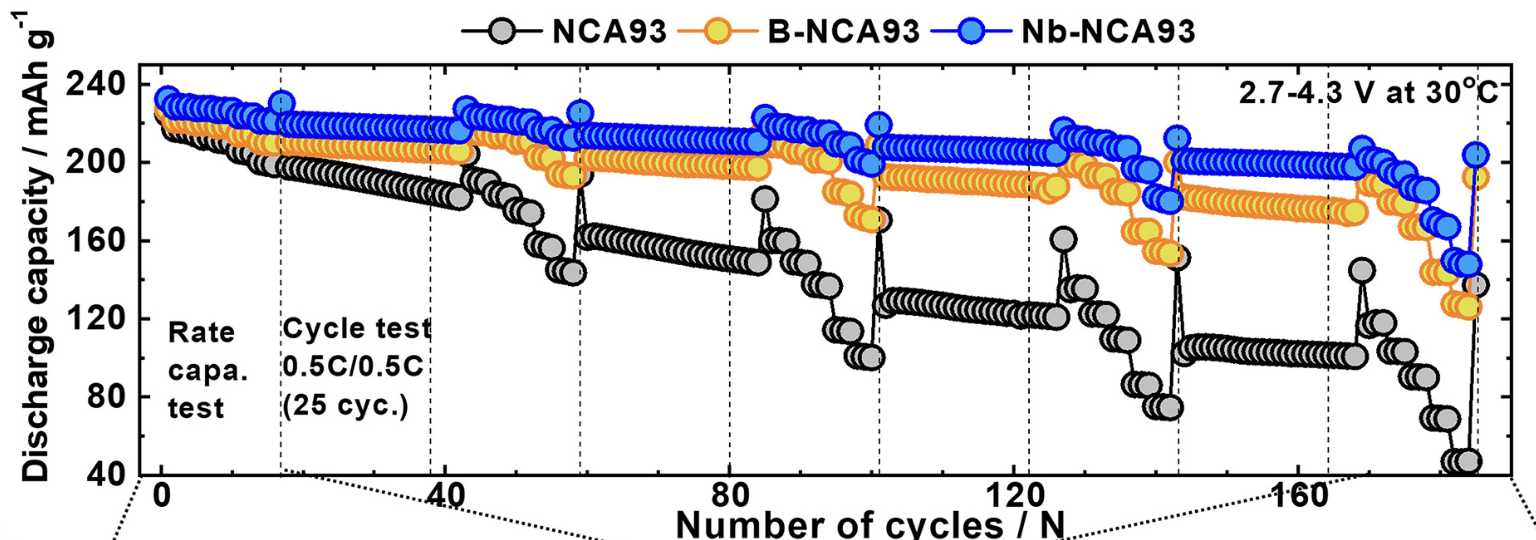 NCA93 B-NCA93 Nb-NCA93
Discharge capacity / mAh g⁻¹
240
200
160
120
80
40
2.7-4.3 V at 30°C
Rate
capa.
test
Cycle test
0.5C/0.5C
(25 cyc.)
0 40 80 120 160
Number of cycles / N